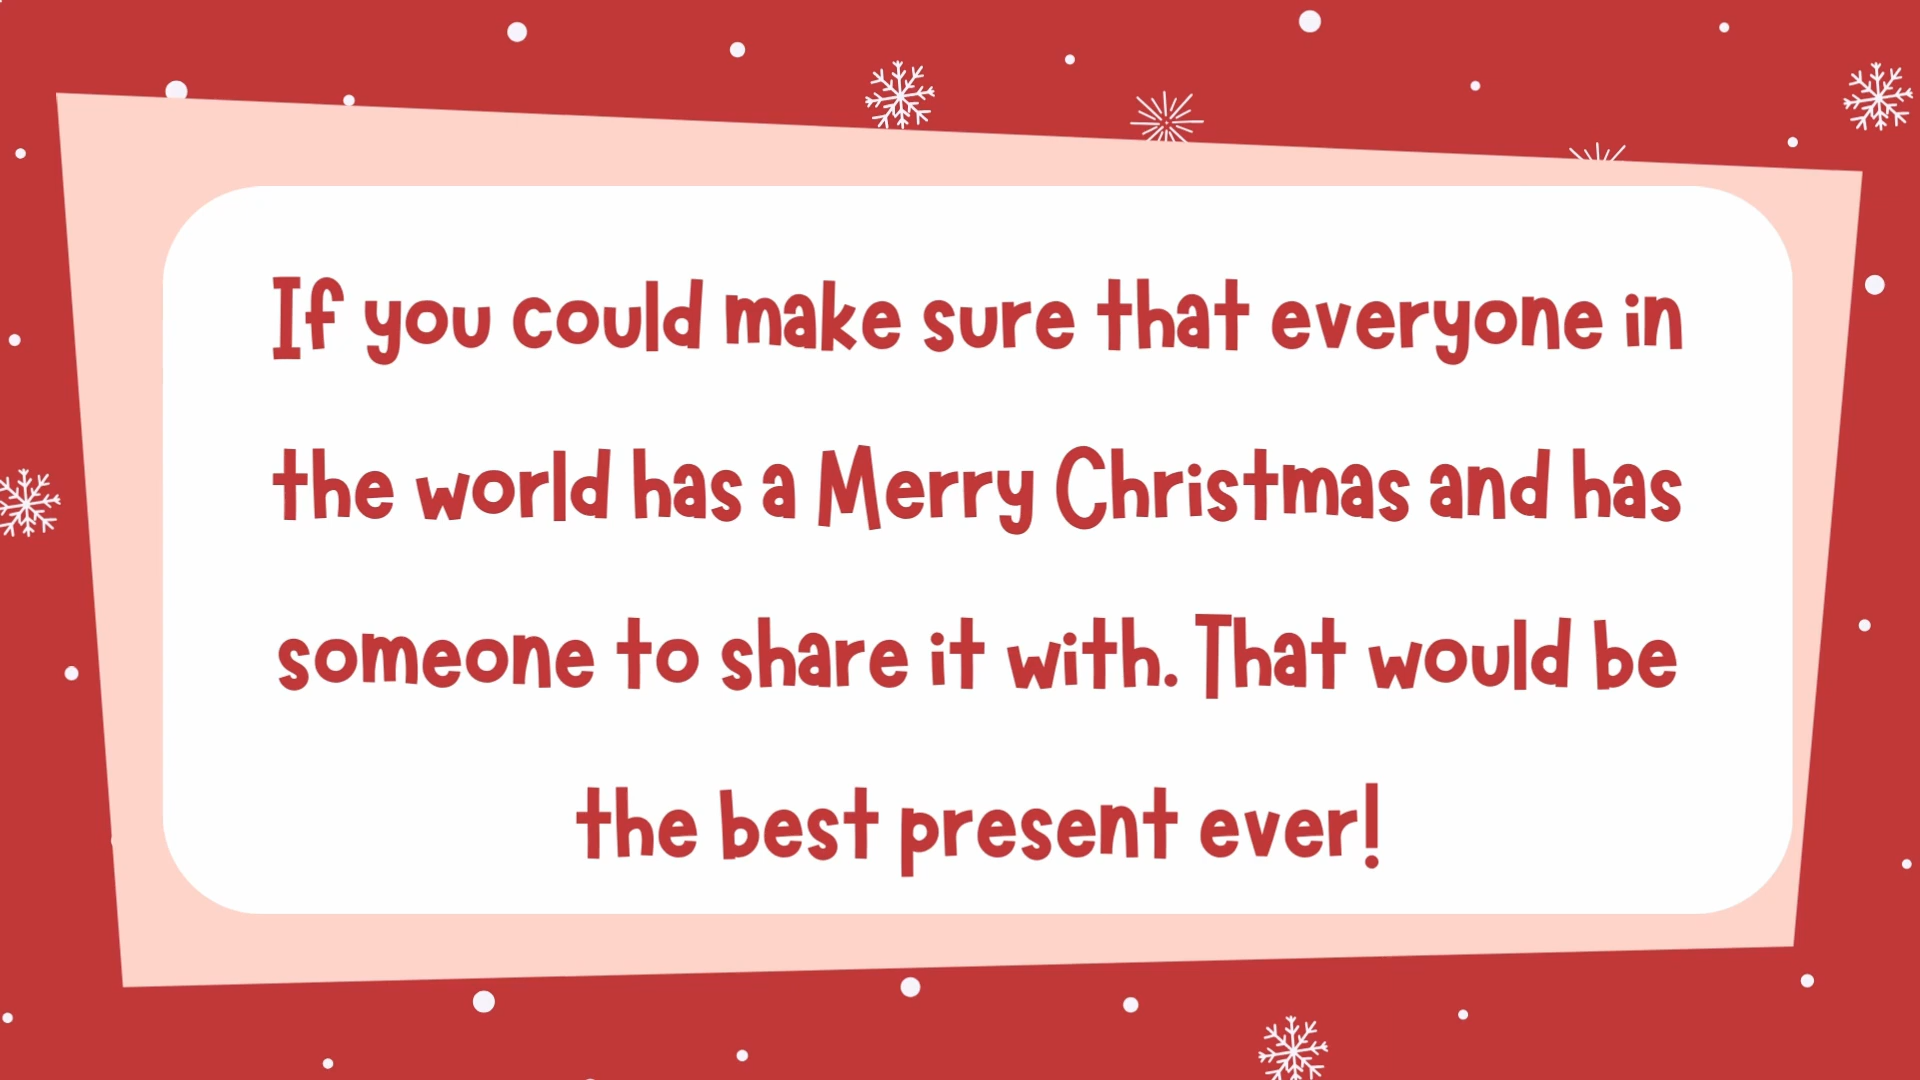 If you could make sure that everyone in
the world has a Merry Christmas and has
someone to share it with. That would be
the best present ever!